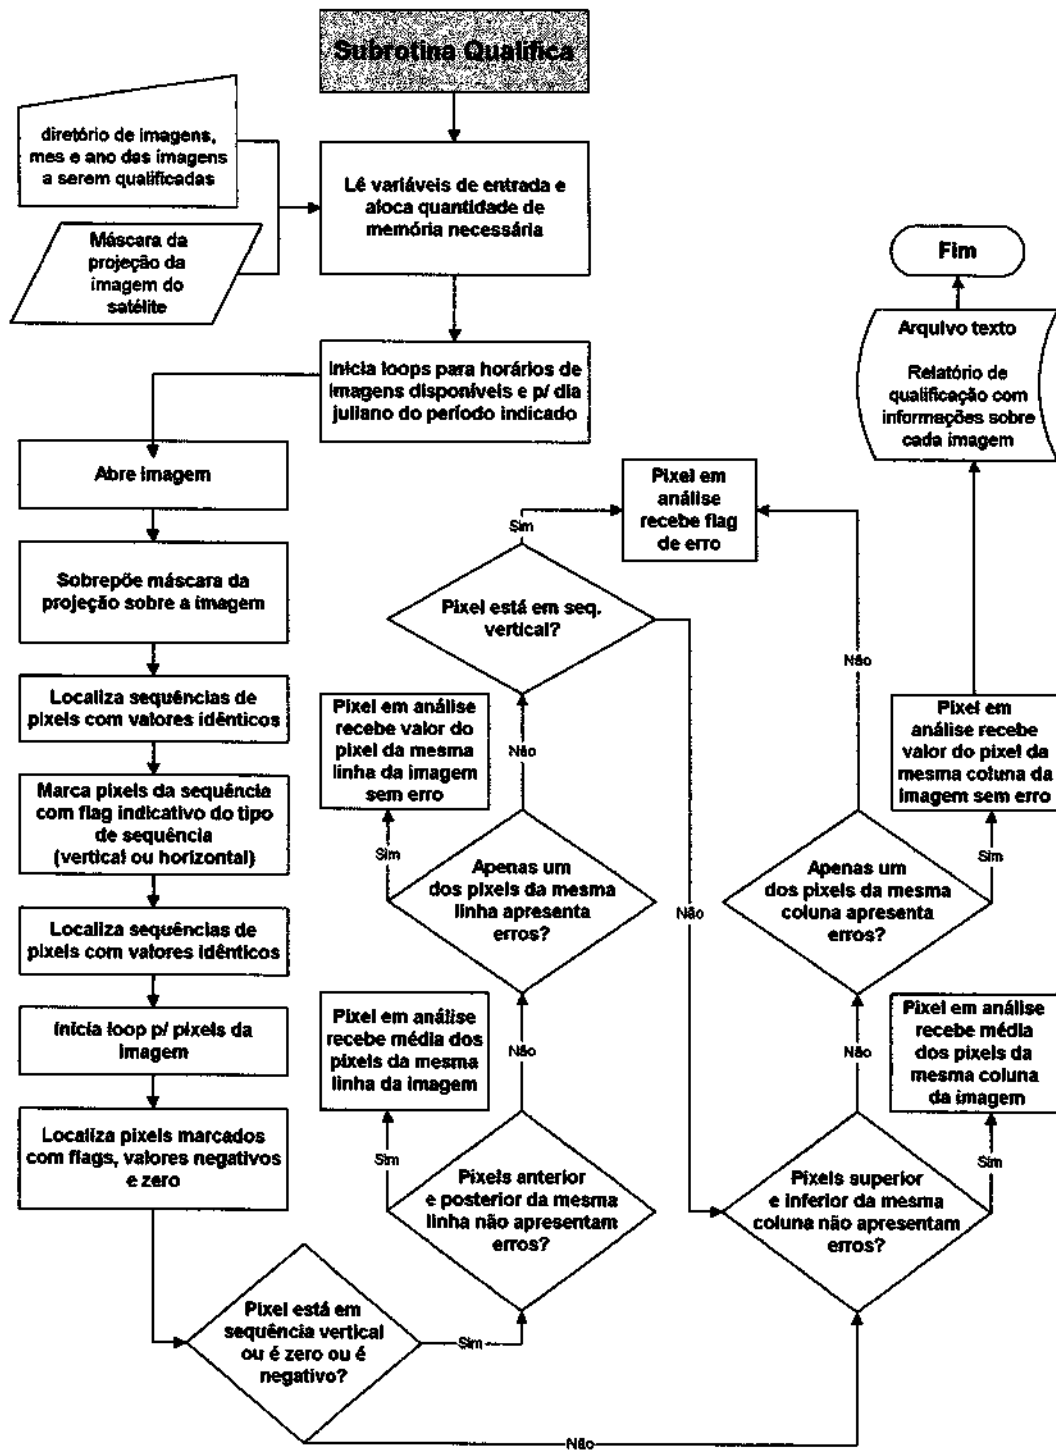 Subrotina Qualifica
diretório de imagens,
mes e ano das imagens
a serem qualificadas
Máscara da
projeção da
imagem do
satélite
Lê variáveis de entrada e
aloca quantidade de
memória necessária
Inicia loops para horários de
imagens disponíveis e p/ dia
juliano do período indicado
Abre imagem
Sobrepõe máscara da
projeção sobre a imagem
Localiza sequências de
pixels com valores idênticos
Marca pixels da sequência
com flag indicativo do tipo
de sequência
(vertical ou horizontal)
Localiza sequências de
pixels com valores idênticos
Inicia loop p/ pixels da
imagem
Localiza pixels marcados
com flags, valores negativos
e zero
Pixel está em
sequência vertical
ou é zero ou é
negativo?
Sim
Não
Pixels anterior
e posterior da mesma
linha não apresentam
erros?
Sim
Não
Pixel em análise
recebe média dos
pixels da mesma
linha da imagem
Apenas um
dos pixels da mesma
linha apresenta
erros?
Sim
Não
Pixel em análise
recebe valor do
pixel da mesma
linha da imagem
sem erro
Pixel está em seq.
vertical?
Sim
Não
Pixel em
análise
recebe flag
de erro
Pixels superior
e inferior da mesma
coluna não apresentam
erros?
Sim
Não
Pixel em análise
recebe média
dos pixels da
mesma coluna
da imagem
Apenas um
dos pixels da mesma
coluna apresenta
erros?
Sim
Não
Pixel em
análise recebe
valor do pixel da
mesma coluna da
imagem sem erro
Arquivo texto
Relatório de
qualificação com
informações sobre
cada imagem
Fim